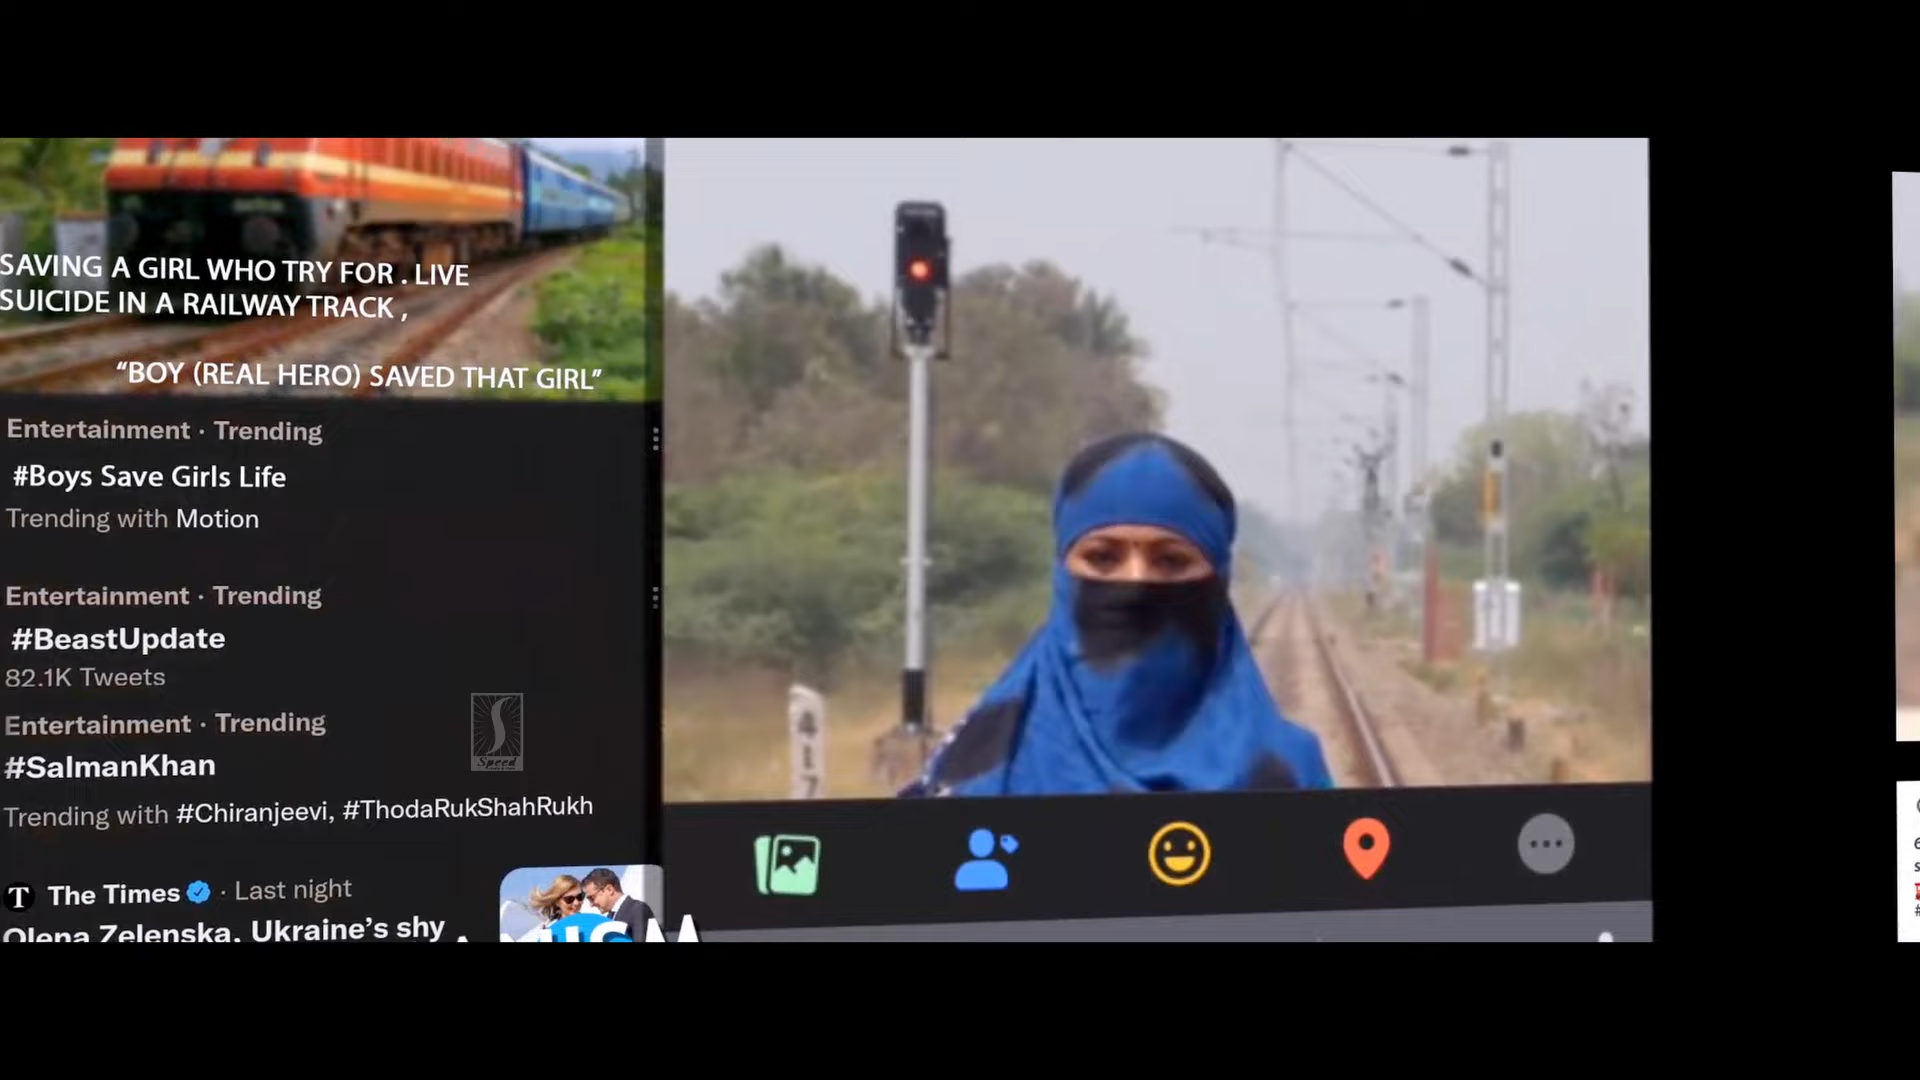 SAVING A GIRL WHO TRY FOR . LIVE
SUICIDE IN A RAILWAY TRACK ,
“BOY (REAL HERO) SAVED THAT GIRL”
Entertainment · Trending
#Boys Save Girls Life
Trending with Motion
Entertainment · Trending
#BeastUpdate
82.1K Tweets
Entertainment · Trending
#SalmanKhan
Trending with #Chiranjeevi, #ThodaRukShahRukh
T The Times · Last night
Olena Zelenska, Ukraine’s shy
Speed